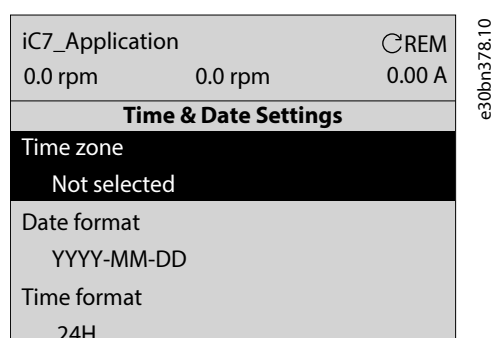 iC7_Application REM
0.0 rpm 0.0 rpm 0.00 A
Time & Date Settings
Time zone
Not selected
Date format
YYYY-MM-DD
Time format
24H
e30bn378.10